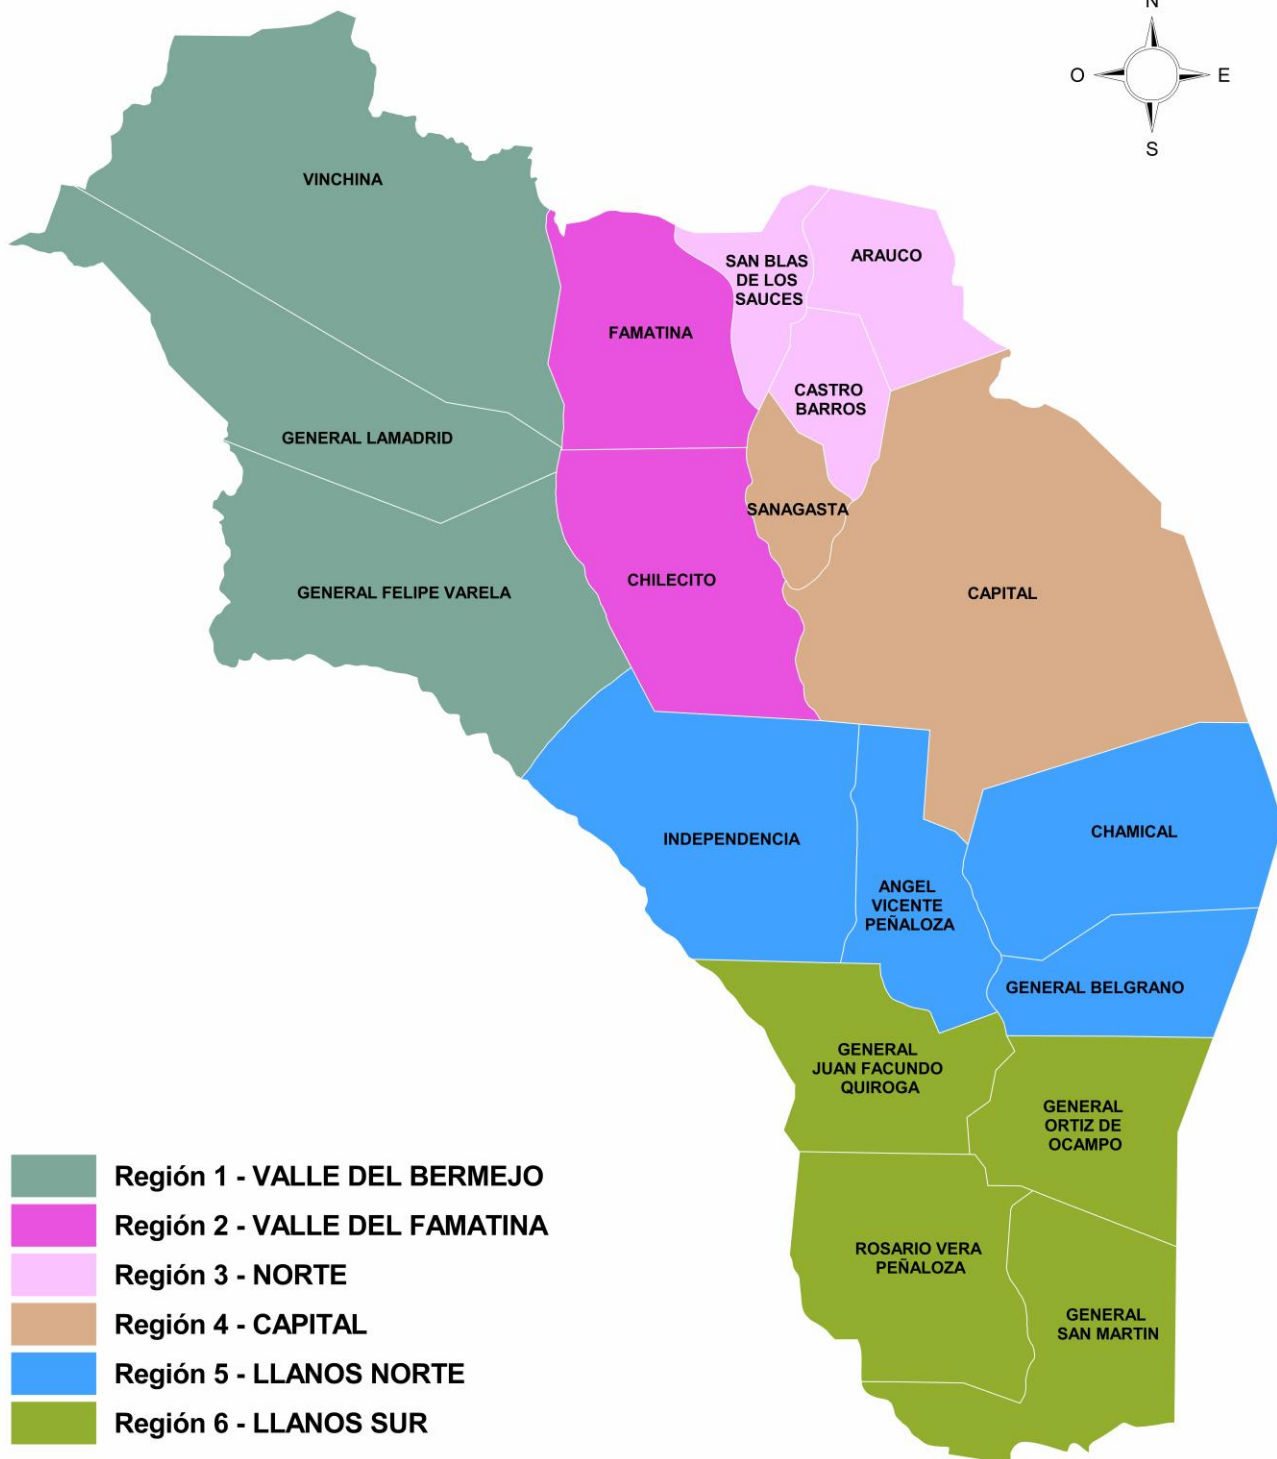 N
O
E
S
VINCHINA
SAN BLAS
DE LOS
SAUCES
ARAUCO
FAMATINA
CASTRO
BARROS
GENERAL LAMADRID
SANAGASTA
GENERAL FELIPE VARELA
CHILECITO
CAPITAL
INDEPENDENCIA
CHAMICAL
ANGEL
VICENTE
PEÑALOZA
GENERAL BELGRANO
GENERAL
JUAN FACUNDO
QUIROGA
GENERAL
ORTIZ DE
OCAMPO
ROSARIO VERA
PEÑALOZA
GENERAL
SAN MARTIN
Región 1 - VALLE DEL BERMEJO
Región 2 - VALLE DEL FAMATINA
Región 3 - NORTE
Región 4 - CAPITAL
Región 5 - LLANOS NORTE
Región 6 - LLANOS SUR